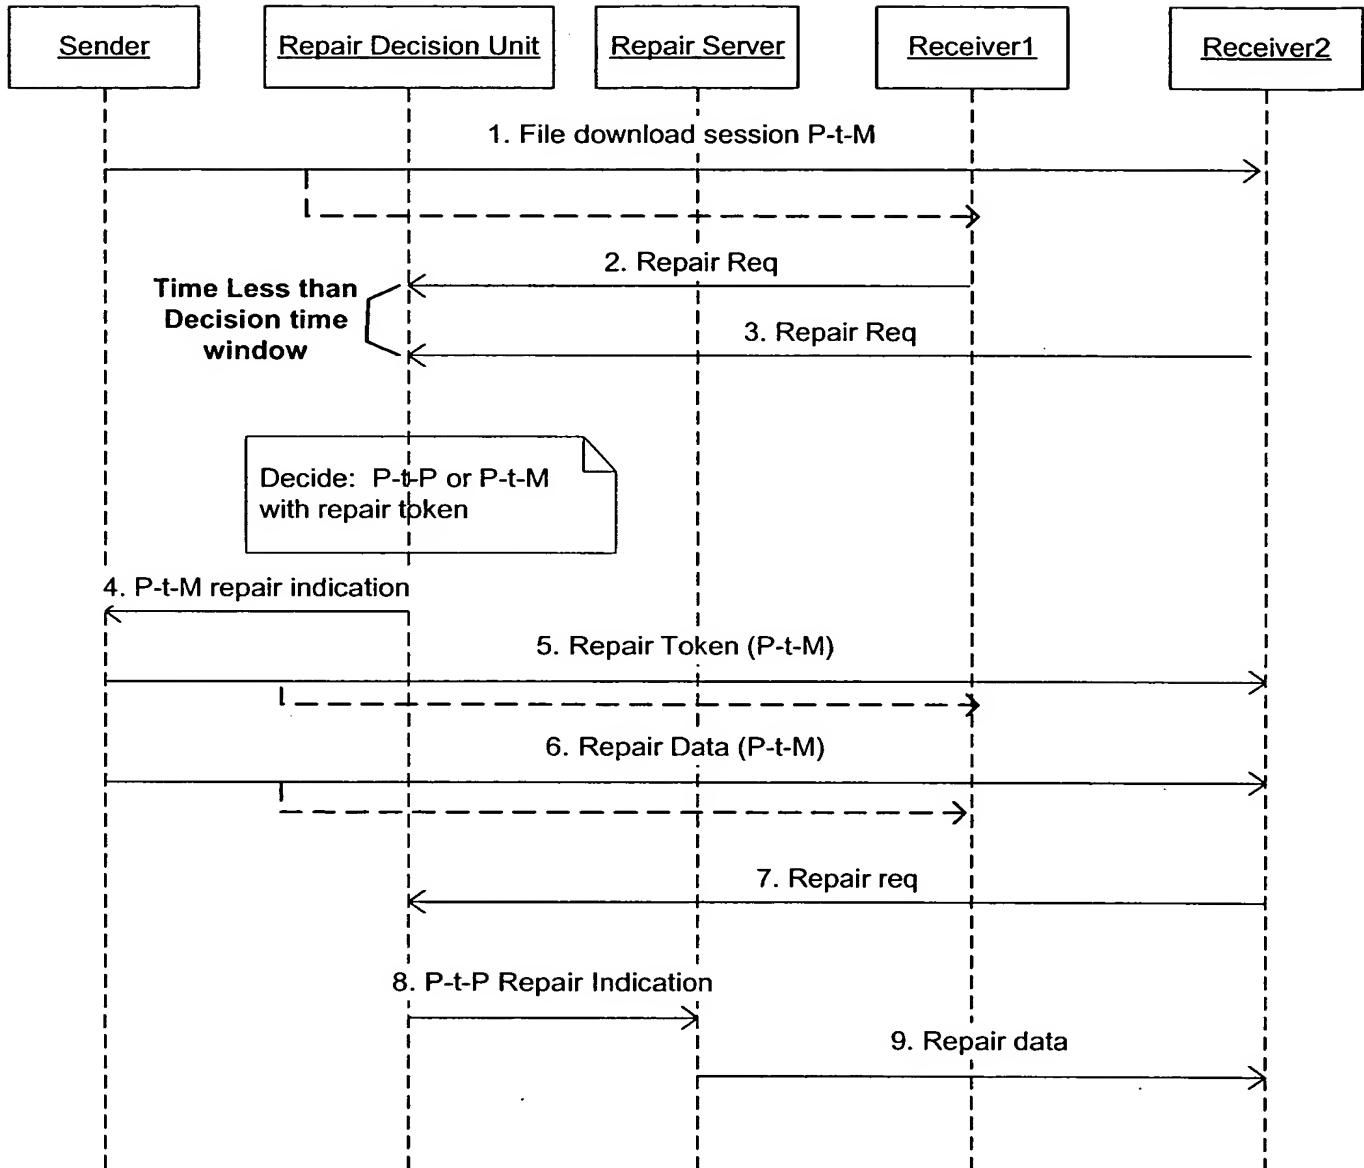 Sender
Repair Decision Unit
Repair Server
Receiver1
Receiver2
1. File download session P-t-M
2. Repair Req
Time Less than
Decision time
window
3. Repair Req
Decide: P-t-P or P-t-M
with repair token
4. P-t-M repair indication
5. Repair Token (P-t-M)
6. Repair Data (P-t-M)
7. Repair req
8. P-t-P Repair Indication
9. Repair data